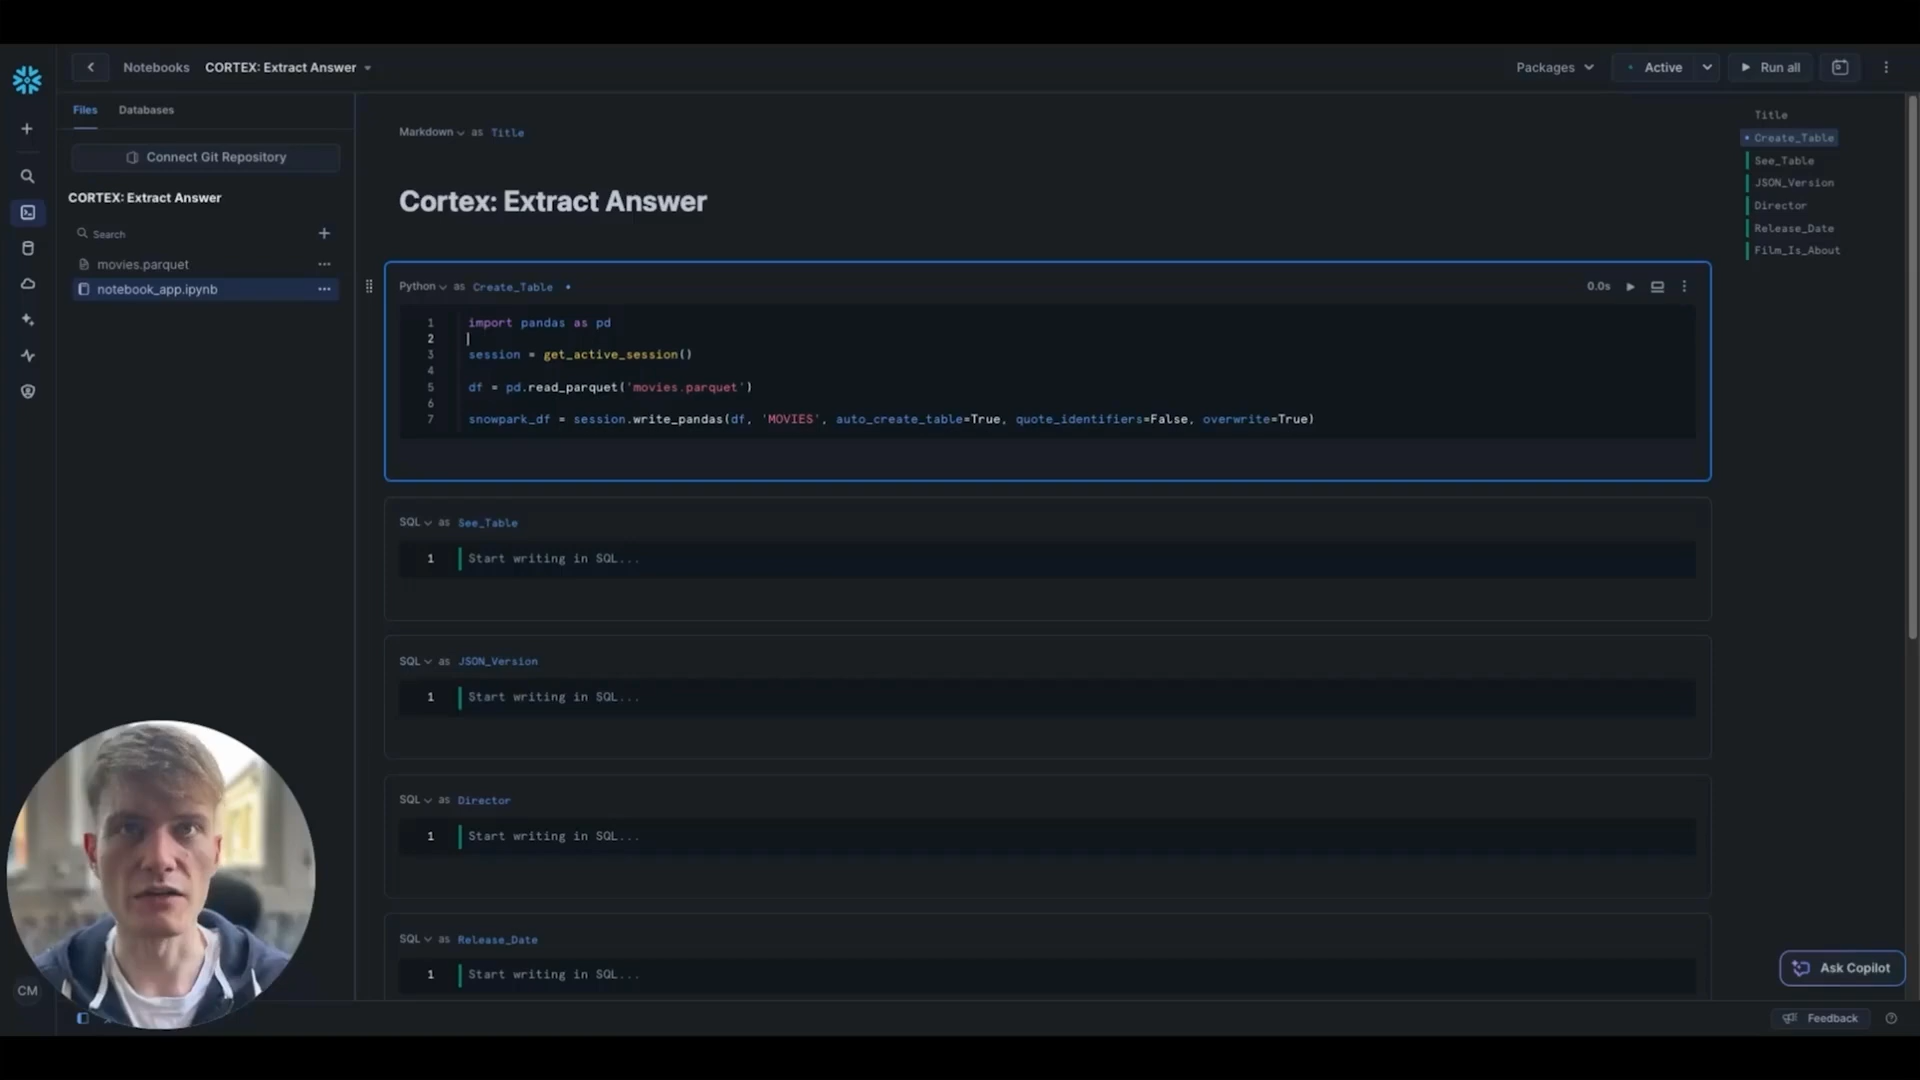 Notebooks CORTEX: Extract Answer
Packages Active Run all
Files Databases
Connect Git Repository
CORTEX: Extract Answer
Search
movies.parquet
notebook_app.ipynb
Markdown as Title
Cortex: Extract Answer
Python as Create_Table
0.0s
1 import pandas as pd
2
3 session = get_active_session()
4
5 df = pd.read_parquet('movies.parquet')
6
7 snowpark_df = session.write_pandas(df, 'MOVIES', auto_create_table=True, quote_identifiers=False, overwrite=True)
SQL as See_Table
1 Start writing in SQL...
SQL as JSON_Version
1 Start writing in SQL...
SQL as Director
1 Start writing in SQL...
SQL as Release_Date
1 Start writing in SQL...
Title
Create_Table
See_Table
JSON_Version
Director
Release_Date
Film_Is_About
Ask Copilot
CM
Feedback